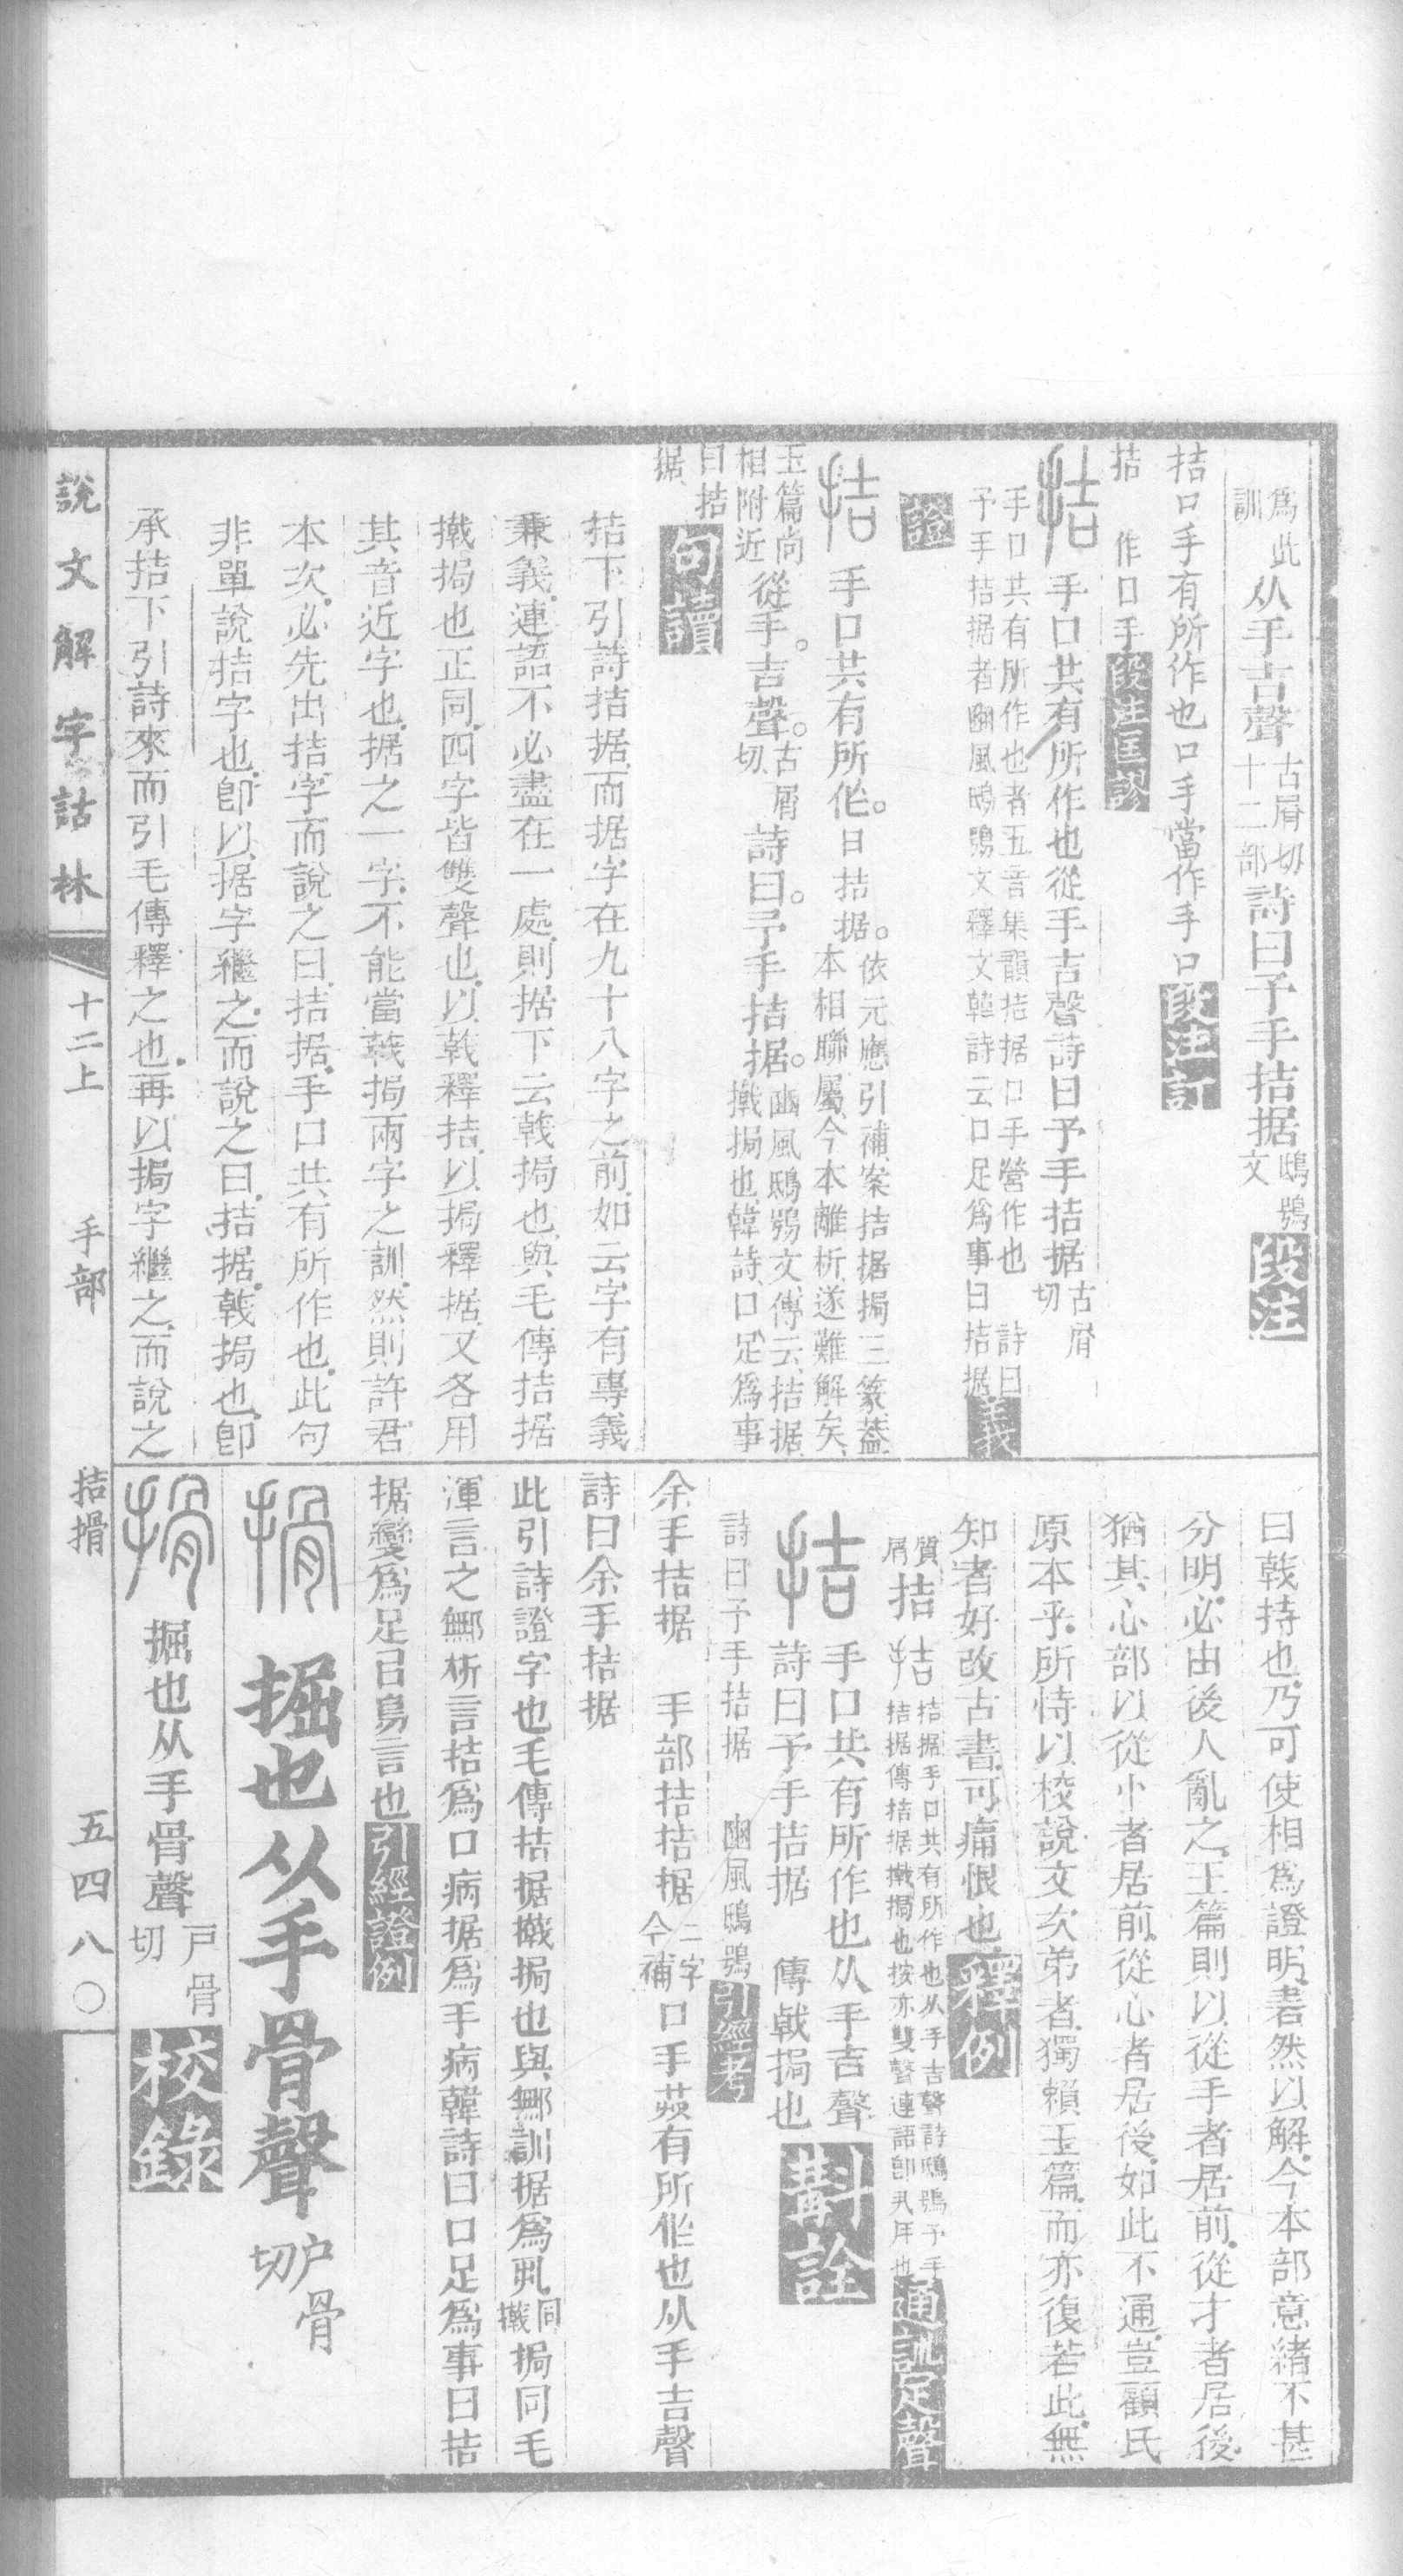 爲此訓从手吉聲古屑切十二部詩曰予手拮据鴟鴞文段注
拮口手有所作也口手當作手口段注訂
拮 作口手段注匡謬
拮手口共有所作也從手吉聲詩曰予手拮据古屑切
手口共有所作也者五音集韻拮据口手營作也 詩曰
予手拮据者豳風鴟鴞文釋文韓詩云口足爲事曰拮据義
證
拮手口共有所作。曰拮据。依元應引補案拮据挶三篆葢本相聯屬今本離析遂難解矣
玉篇尚相附近從手。吉聲。古屑切詩曰。予手拮据。豳風鴟鴞文傳云拮据撠挶也韓詩口足爲事
曰拮据句讀
拮下引詩拮据而据字在九十八字之前如云字有專義
兼義連語不必盡在一處則据下云戟挶也與毛傳拮据
撠挶也正同四字皆雙聲也以戟釋拮以挶釋据又各用
其音近字也据之一字不能當戟挶兩字之訓然則許君
本次必先出拮字而說之曰拮据手口共有所作也此句
非單說拮字也卽以据字繼之而說之曰拮据戟挶也卽
承拮下引詩來而引毛傳釋之也再以挶字繼之而說之
曰戟持也乃可使相爲證明砉然以解今本部意緒不甚
分明必由後人亂之玉篇則以從手者居前從才者居後
猶其心部以從忄者居前從心者居後如此不通豈顧氏
原本乎所恃以校說文次弟者獨賴玉篇而亦復若此無
知者好改古書可痛恨也釋例
質屑拮拮拮据手口共有所作也从手吉聲詩鴟鴞予手拮据傳拮据撠挶也按亦雙聲連語卽也通訓定聲
拮手口共有所作也从手吉聲
詩曰予手拮据 傳戟挶也斠詮
詩曰予手拮据 豳風鴟鴞引經考
余手拮据 手部拮拮据二字今補口手共有所作也从手吉聲
詩曰余手拮据
此引詩證字也毛傳拮据撠挶也與鄦訓据爲同撠挶同毛
渾言之鄦析言拮爲口病据爲手病韓詩曰口足爲事曰拮
据變爲足吕易言也引經證例
搰掘也从手骨聲户骨切
搰掘也从手骨聲戸骨切校錄
說文解字詁林 十二上 手部 拮搰 五四八〇